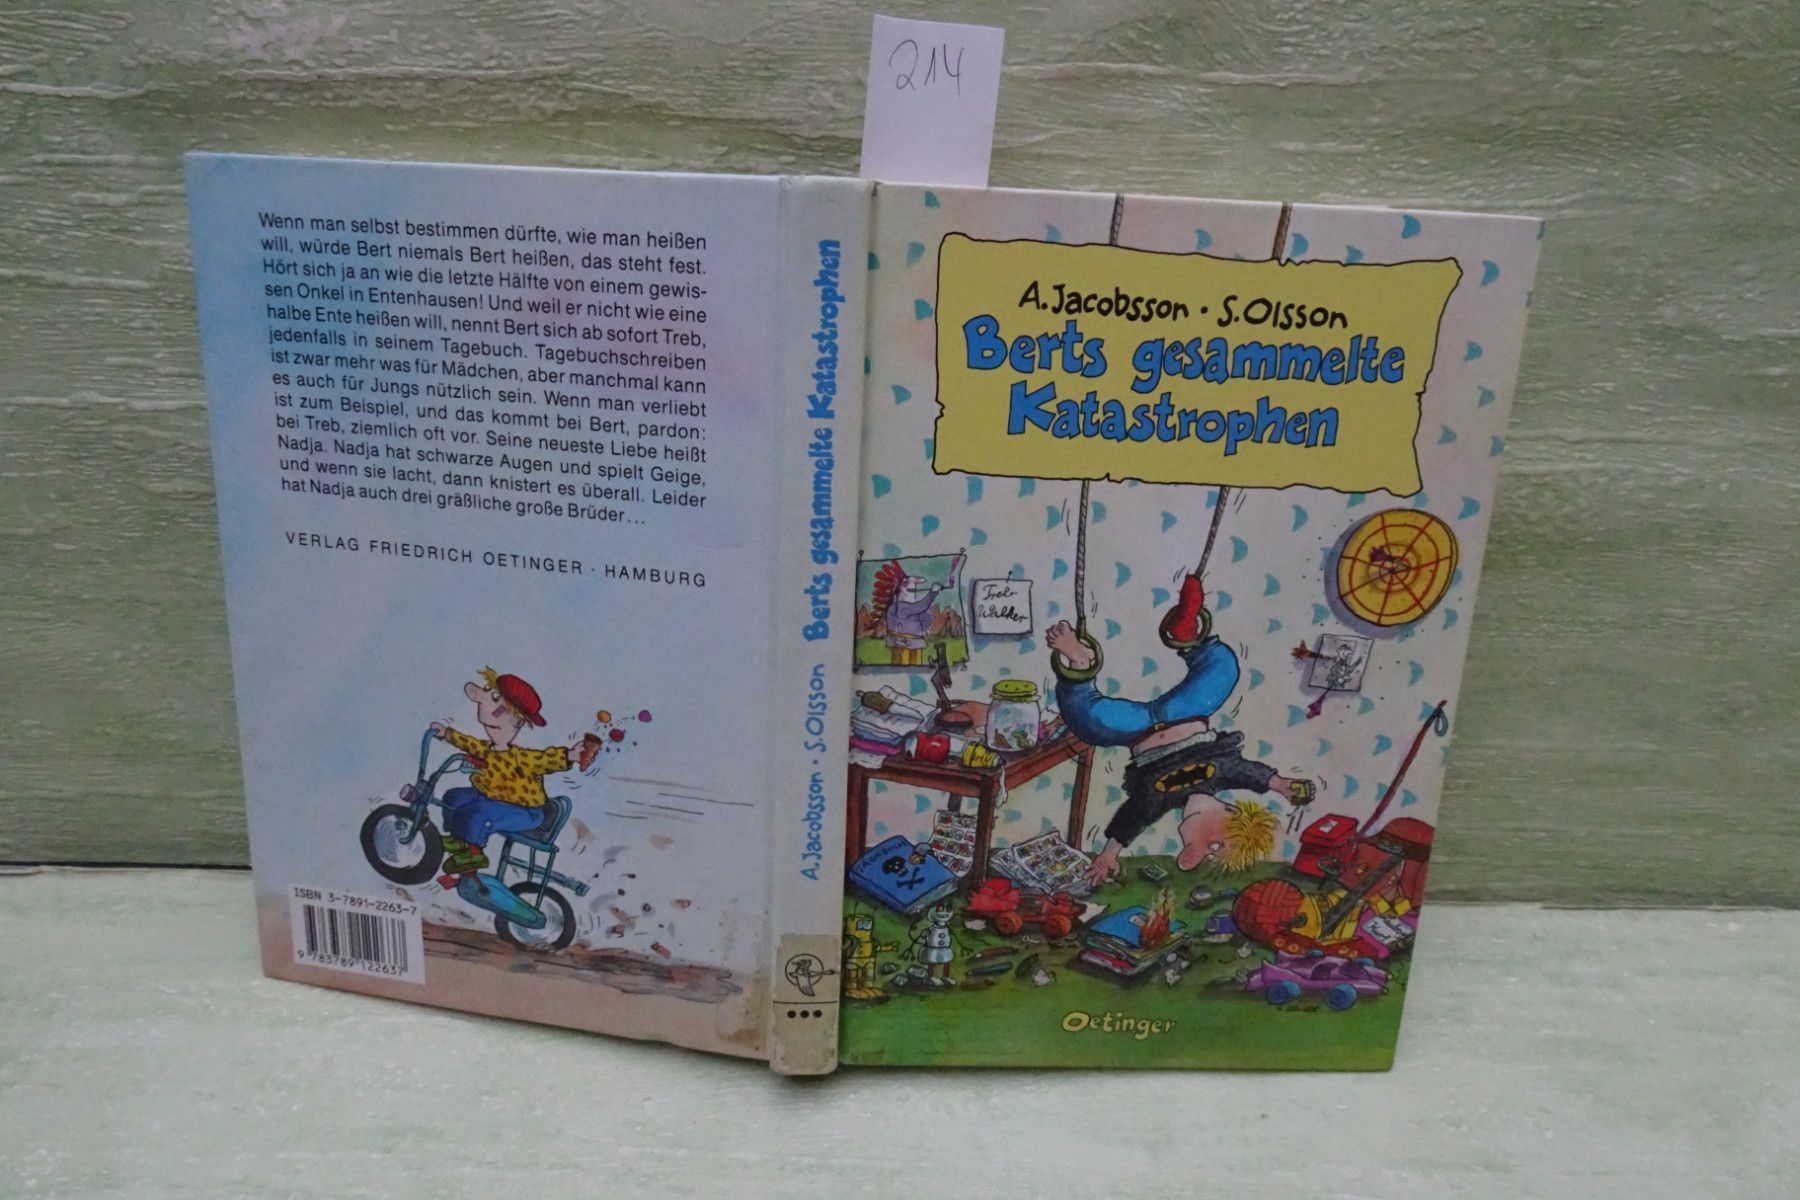 214
Wenn man selbst bestimmen dürfte, wie man heißen
will, würde Bert niemals Bert heißen, das steht fest.
Hört sich ja an wie die letzte Hälfte von einem gewis-
sen Onkel in Entenhausen! Und weil er nicht wie eine
halbe Ente heißen will, nennt Bert sich ab sofort Treb,
jedenfalls in seinem Tagebuch. Tagebuchschreiben
ist zwar mehr was für Mädchen, aber manchmal kann
es auch für Jungs nützlich sein. Wenn man verliebt
ist zum Beispiel, und das kommt bei Bert, pardon:
bei Treb, ziemlich oft vor. Seine neueste Liebe heißt
Nadja. Nadja hat schwarze Augen und spielt Geige,
und wenn sie lacht, dann knistert es überall. Leider
hat Nadja auch drei gräßliche große Brüder...
VERLAG FRIEDRICH OETINGER · HAMBURG
ISBN 3-7891-2263-7
9 783789 122637
A.Jacobsson · S.Olsson Berts gesammelte Katastrophen
A.Jacobsson · S.Olsson
Berts gesammelte
Katastrophen
Treb
Walker
TAGEBUCH
Oetinger